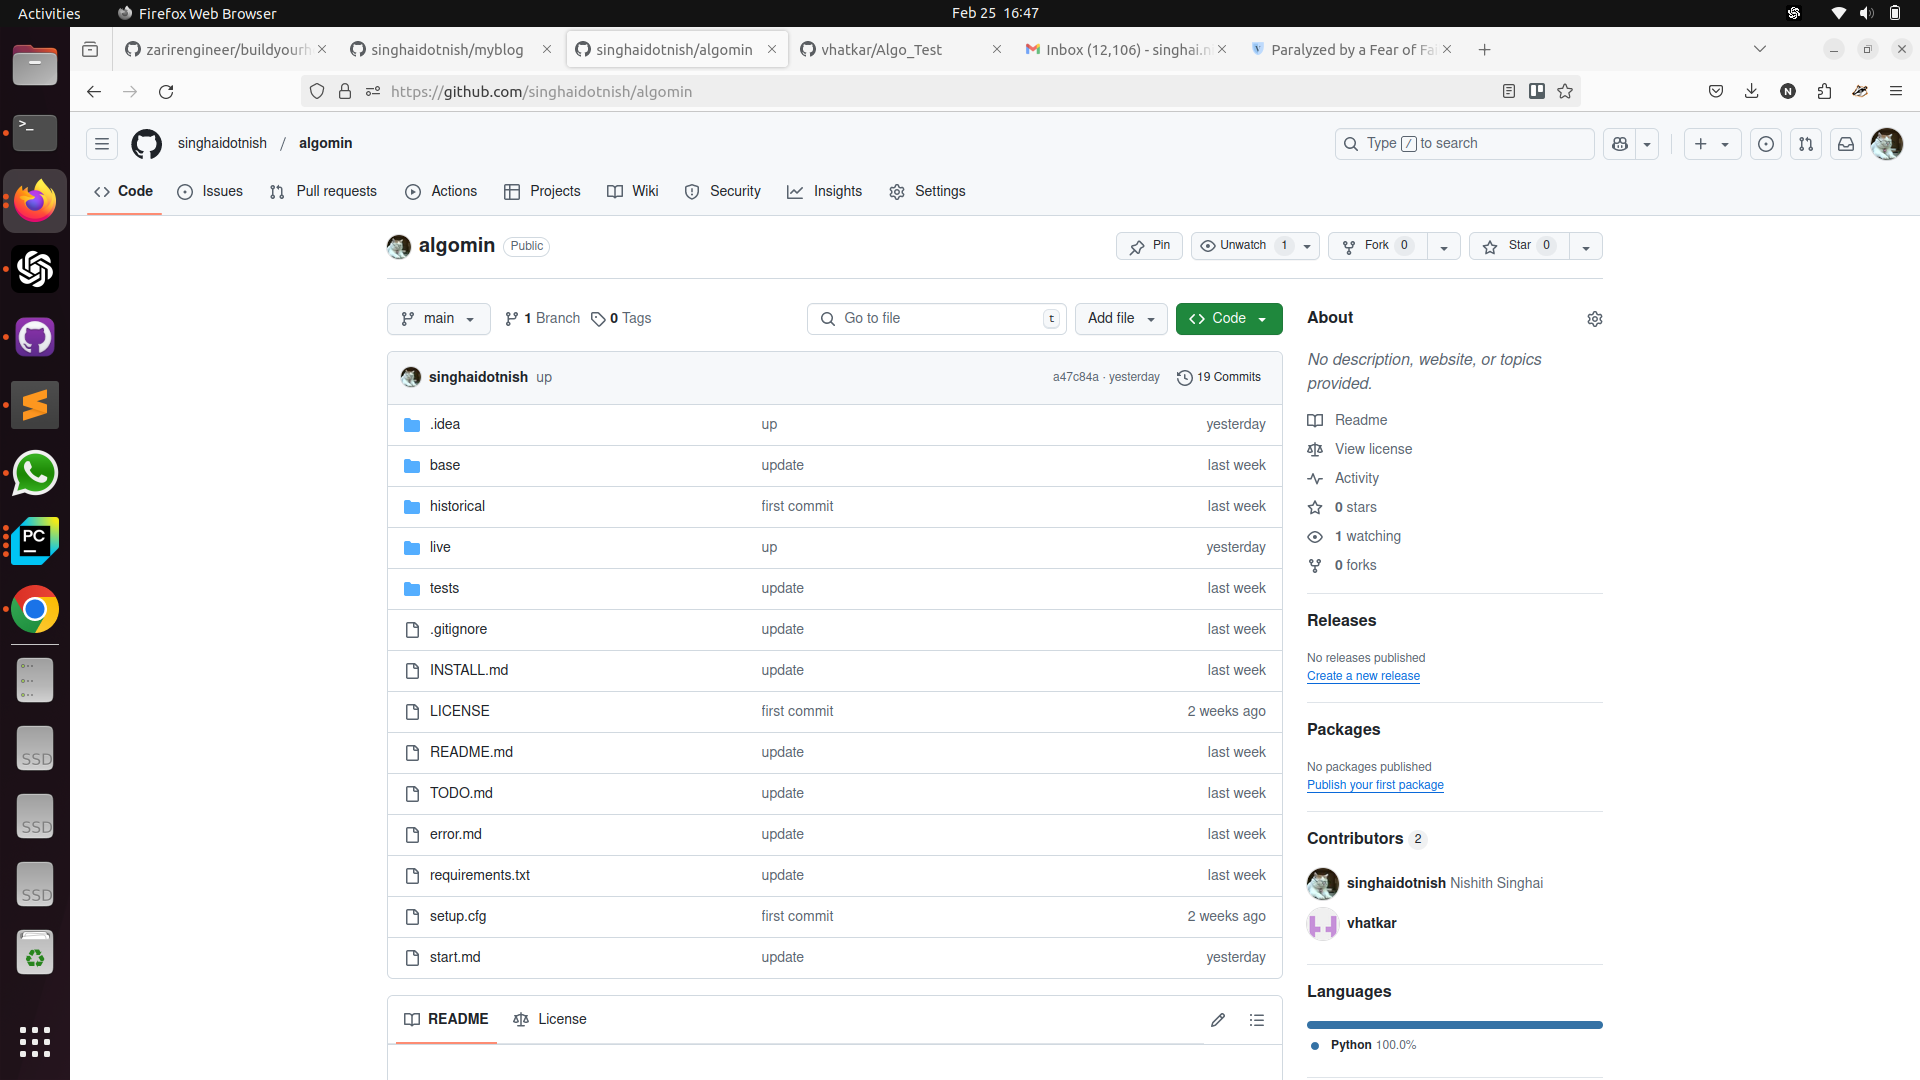 Activities
Firefox Web Browser
Feb 25 16:47
zarirengineer/buildyourh
singhaidotnish/myblog
singhaidotnish/algomin
vhatkar/Algo_Test
Inbox (12,106) - singhai.ni
Paralyzed by a Fear of Fai
https://github.com/singhaidotnish/algomin
N
singhaidotnish / algomin
Type / to search
Code
Issues
Pull requests
Actions
Projects
Wiki
Security
Insights
Settings
algomin Public
Pin
Unwatch 1
Fork 0
Star 0
main
1 Branch
0 Tags
Go to file t
Add file
Code
singhaidotnish up
a47c84a · yesterday
19 Commits
.idea up yesterday
base update last week
historical first commit last week
live up yesterday
tests update last week
.gitignore update last week
INSTALL.md update last week
LICENSE first commit 2 weeks ago
README.md update last week
TODO.md update last week
error.md update last week
requirements.txt update last week
setup.cfg first commit 2 weeks ago
start.md update yesterday
README
License
About
No description, website, or topics
provided.
Readme
View license
Activity
0 stars
1 watching
0 forks
Releases
No releases published
Create a new release
Packages
No packages published
Publish your first package
Contributors 2
singhaidotnish Nishith Singhai
vhatkar
Languages
Python 100.0%
>_
PC
SSD
SSD
SSD